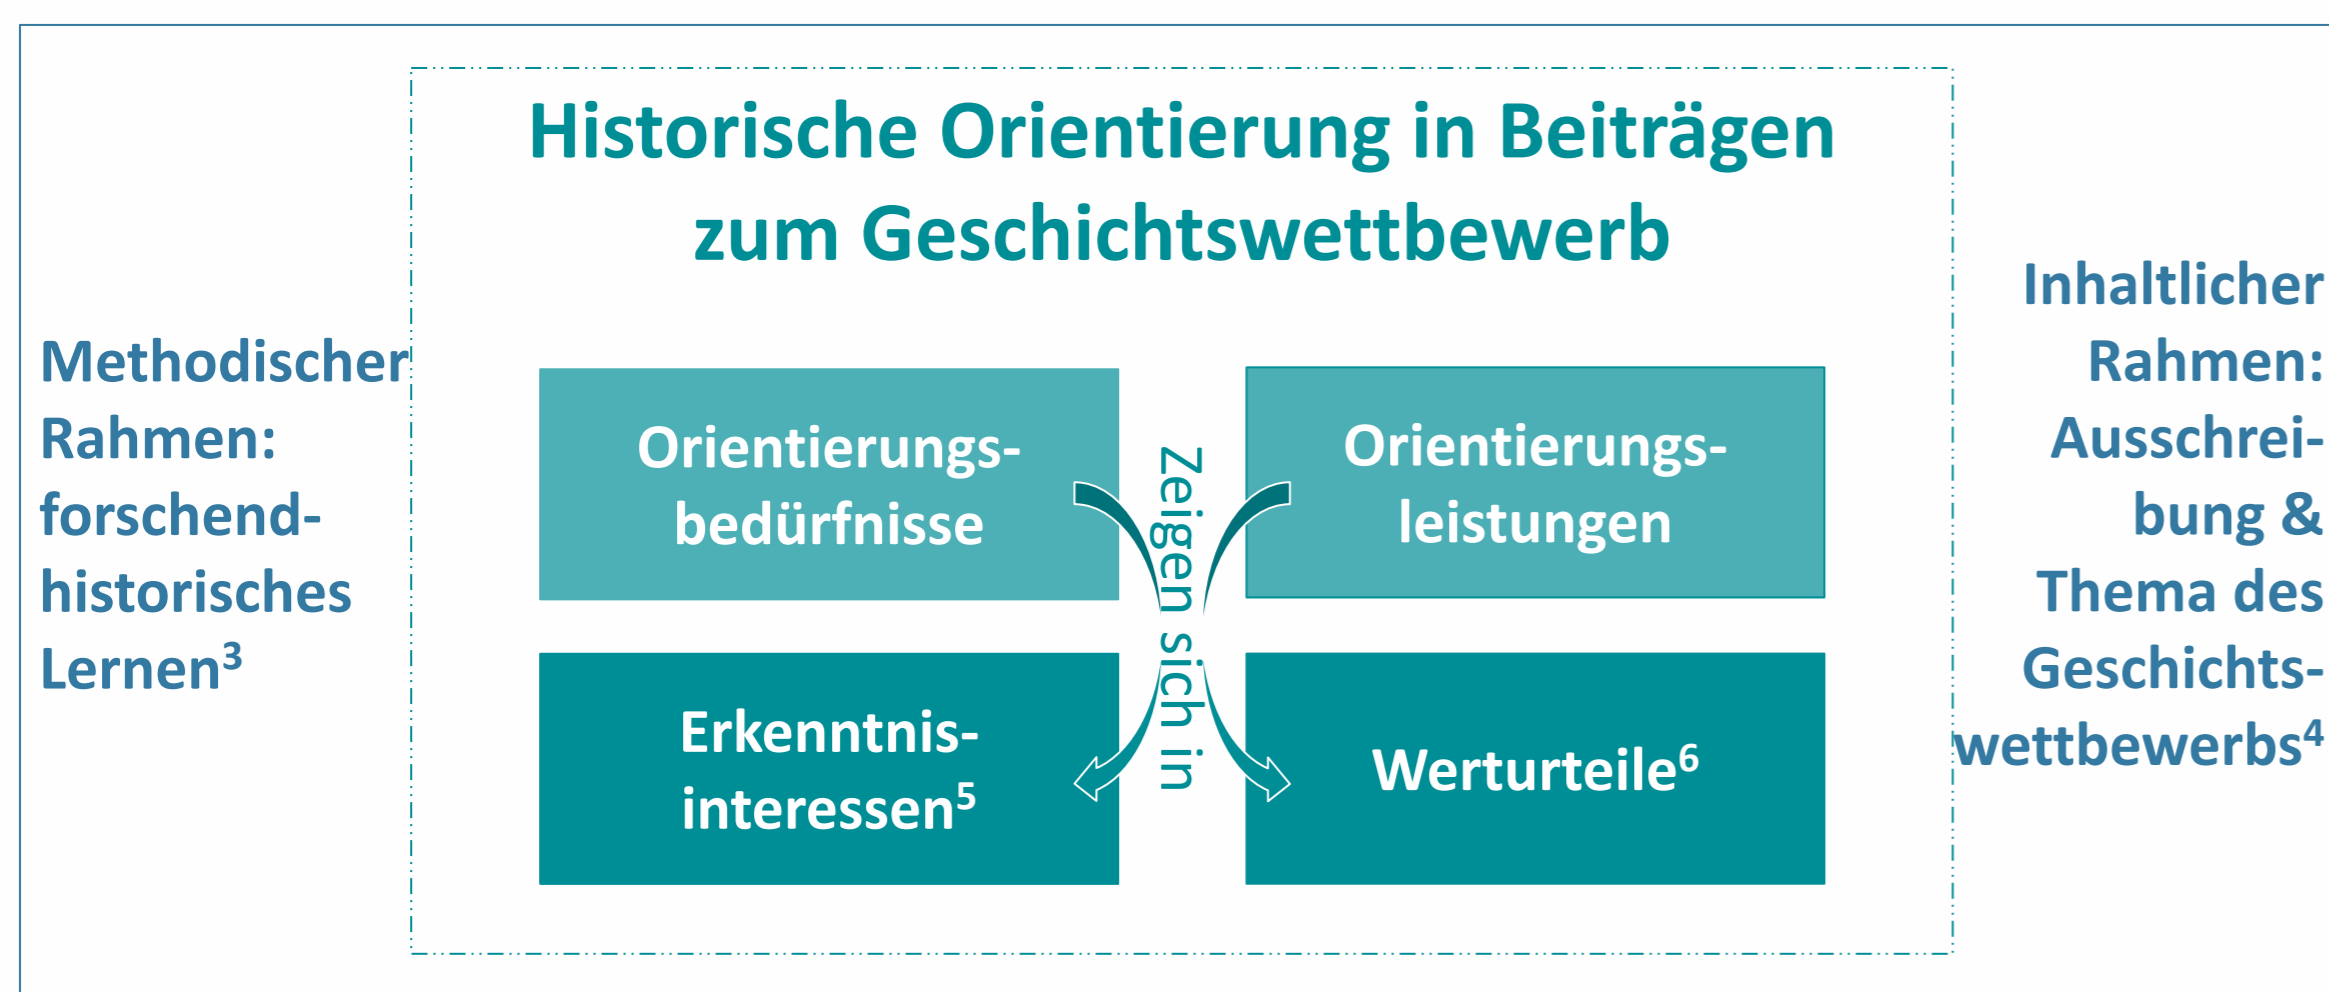 Historische Orientierung in Beiträgen
zum Geschichtswettbewerb
Methodischer
Rahmen:
forschend-
historisches
Lernen³
Orientierungs-
bedürfnisse
Orientierungs-
leistungen
Zeigen sich in
Erkenntnis-
interessen⁵
Werturteile⁶
Inhaltlicher
Rahmen:
Ausschrei-
bung &
Thema des
Geschichts-
wettbewerbs⁴